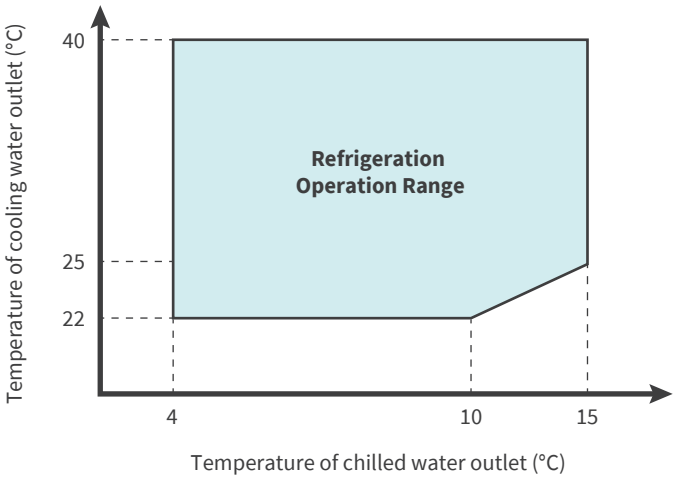 Temperature of cooling water outlet (°C)
40
25
22
Refrigeration
Operation Range
4
10
15
Temperature of chilled water outlet (°C)